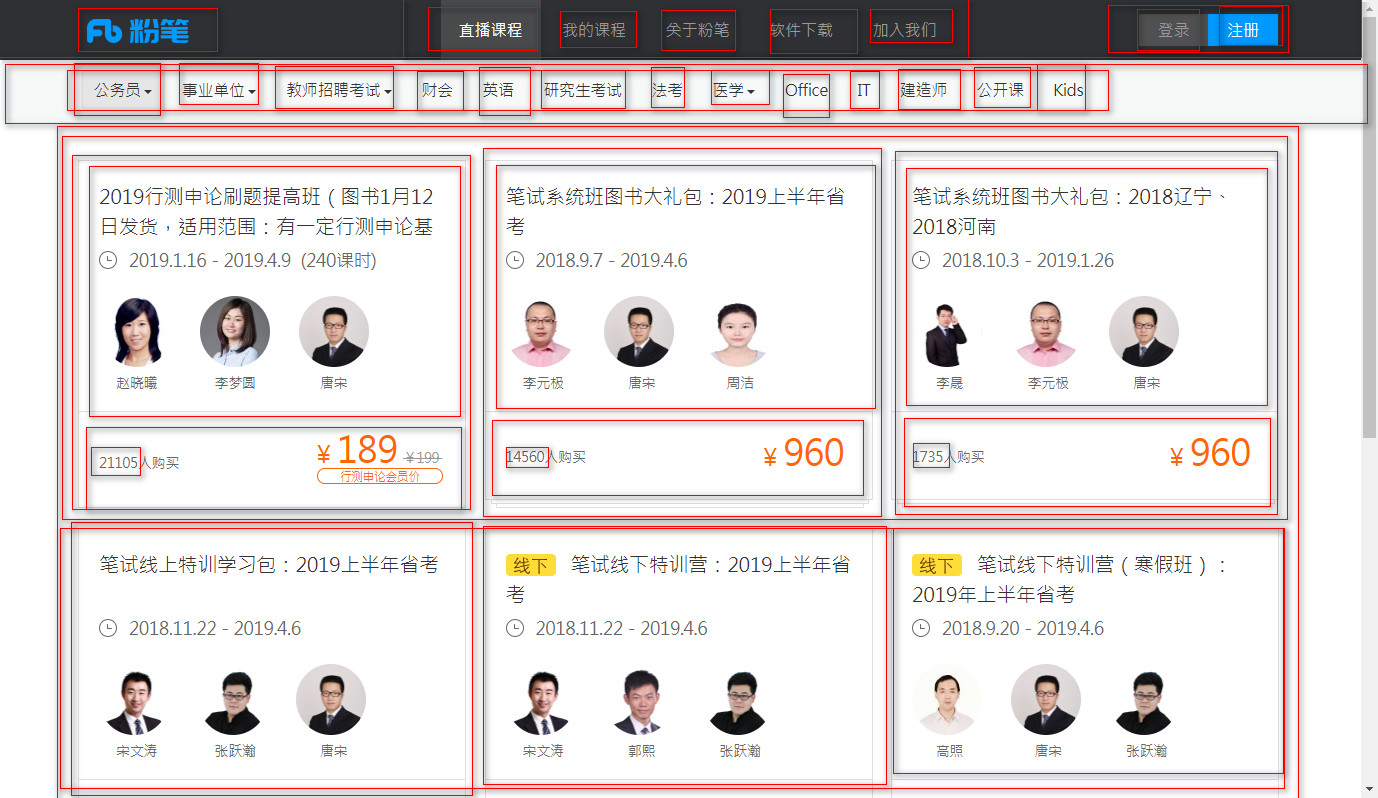 粉笔 直播课程 我的课程 关于粉笔 软件下载 加入我们 登录 注册
公务员 事业单位 教师招聘考试 财会 英语 研究生考试 法考 医学 Office IT 建造师 公开课 Kids
2019行测申论刷题提高班（图书1月12
日发货，适用范围：有一定行测申论基
2019.1.16 - 2019.4.9 (240课时)
赵晓曦 李梦圆 唐宋
21105人购买
¥ 189 ¥ 199
行测申论会员价
笔试系统班图书大礼包：2019上半年省
考
2018.9.7 - 2019.4.6
李元极 唐宋 周洁
14560人购买
¥ 960
笔试系统班图书大礼包：2018辽宁、
2018河南
2018.10.3 - 2019.1.26
李晟 李元极 唐宋
1735人购买
¥ 960
笔试线上特训学习包：2019上半年省考
2018.11.22 - 2019.4.6
宋文涛 张跃瀚 唐宋
线下 笔试线下特训营：2019上半年省
考
2018.11.22 - 2019.4.6
宋文涛 郭熙 张跃瀚
线下 笔试线下特训营（寒假班）：
2019年上半年省考
2018.9.20 - 2019.4.6
高照 唐宋 张跃瀚